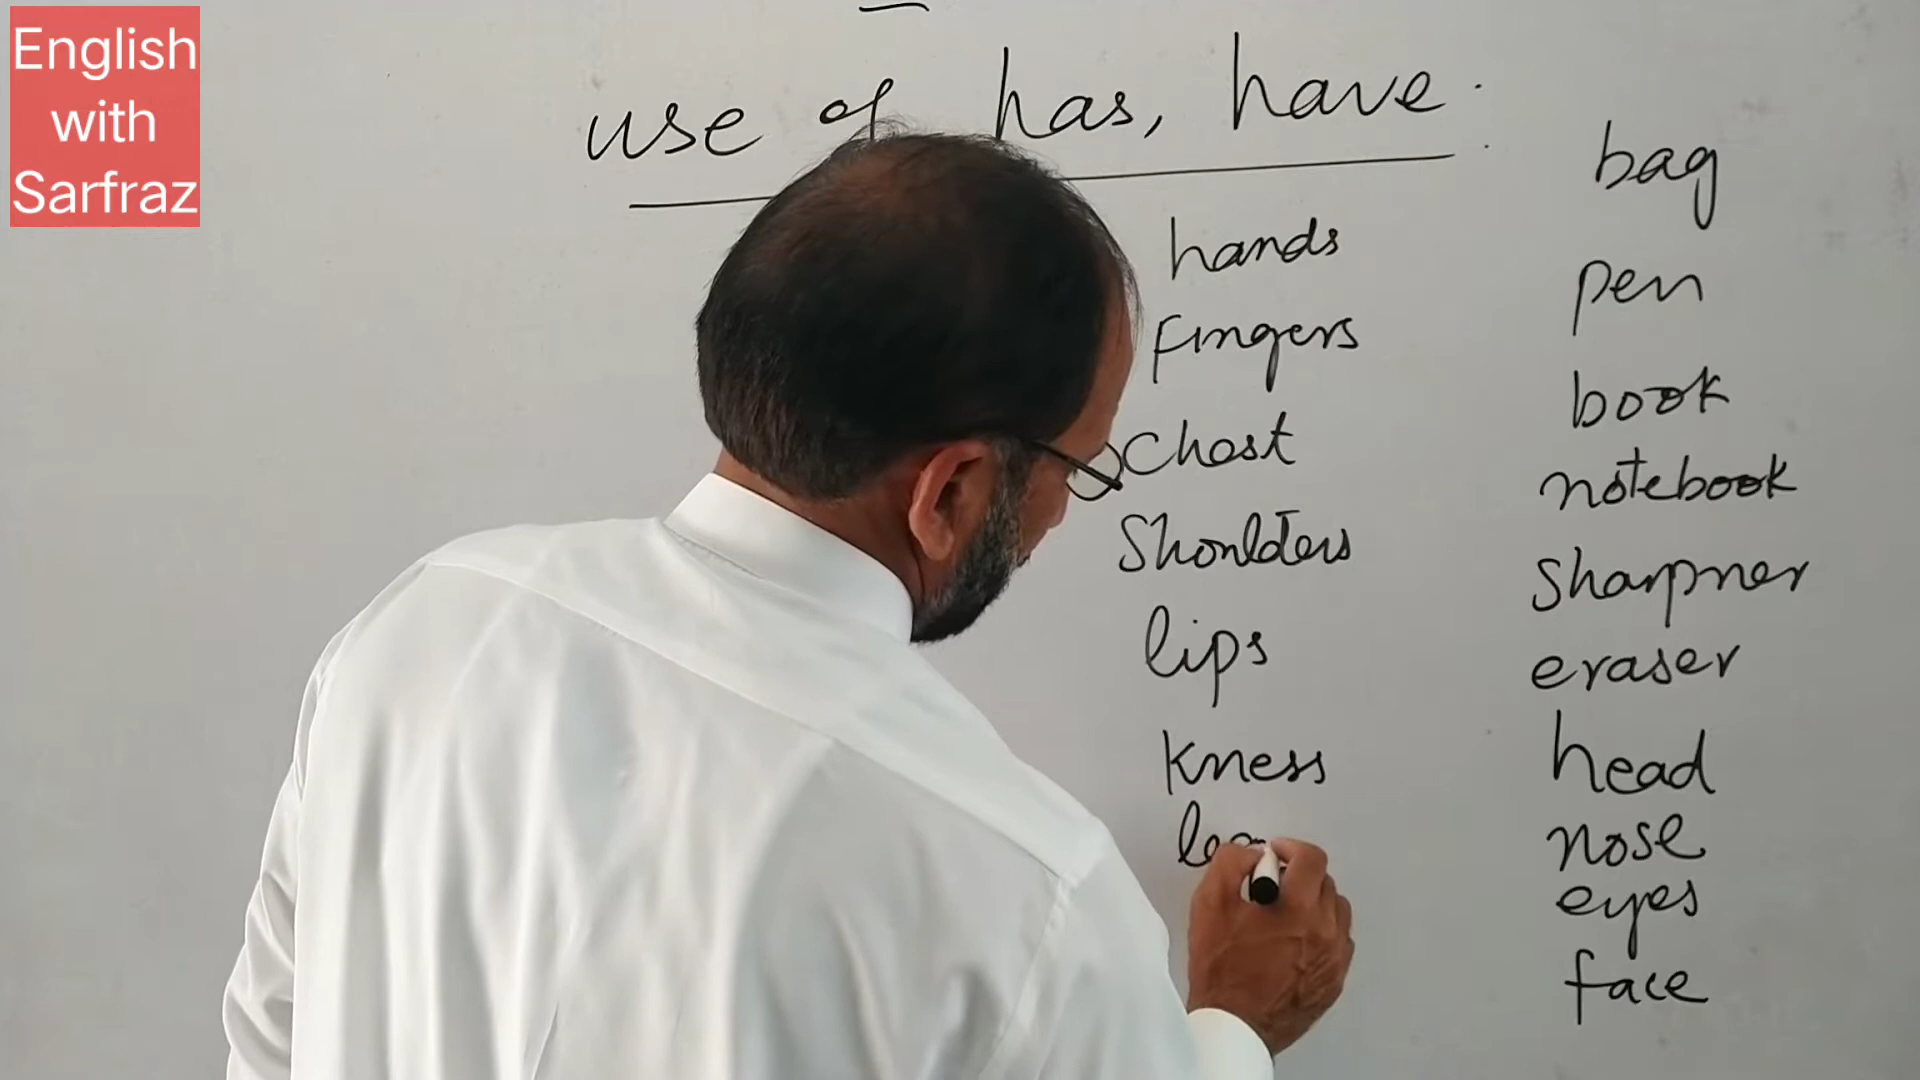 English
with
Sarfraz
use of has, have.
hands
Fingers
Chest
Shoulders
lips
Kness
bag
pen
book
notebook
Sharpner
eraser
head
nose
eyes
face